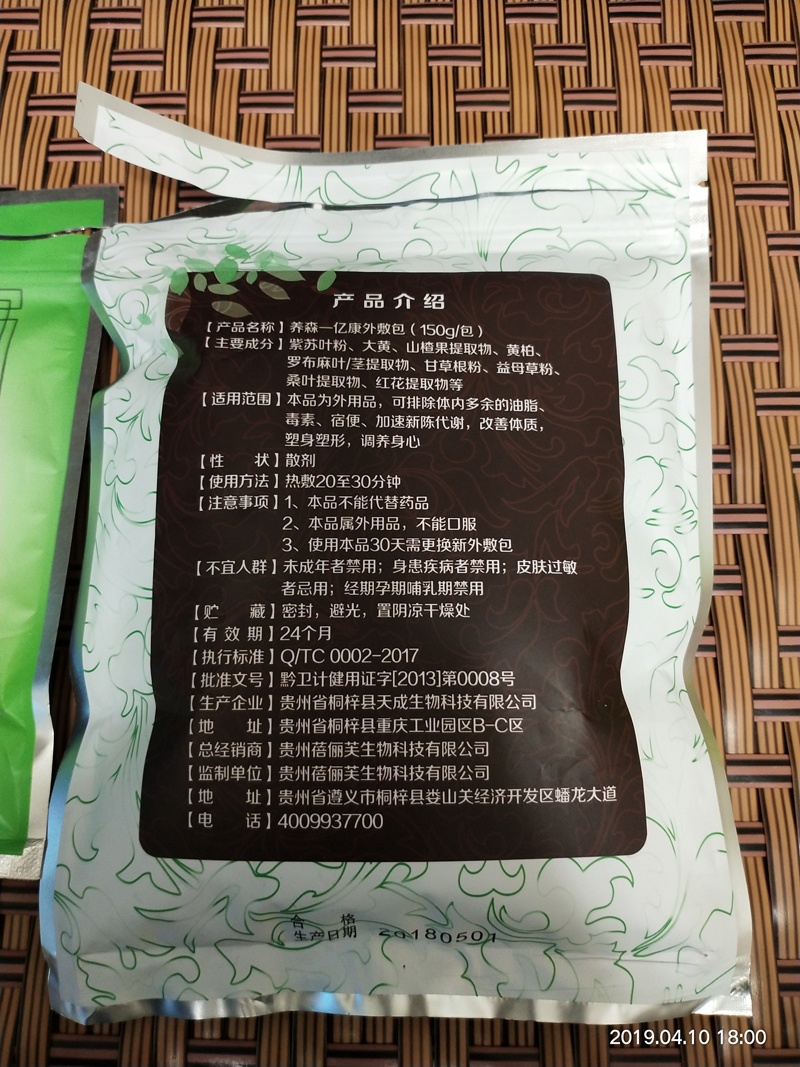 产品介绍
【产品名称】养森一亿康外敷包（150g/包）
【主要成分】紫苏叶粉、大黄、山楂果提取物、黄柏、
罗布麻叶/茎提取物、甘草根粉、益母草粉、
桑叶提取物、红花提取物等
【适用范围】本品为外用品，可排除体内多余的油脂、
毒素、宿便、加速新陈代谢，改善体质，
塑身塑形，调养身心
【性 状】散剂
【使用方法】热敷20至30分钟
【注意事项】1、本品不能代替药品
2、本品属外用品，不能口服
3、使用本品30天需更换新外敷包
【不宜人群】未成年者禁用；身患疾病者禁用；皮肤过敏
者忌用；经期孕期哺乳期禁用
【贮 藏】密封，避光，置阴凉干燥处
【有效期】24个月
【执行标准】Q/TC 0002-2017
【批准文号】黔卫计健用证字[2013]第0008号
【生产企业】贵州省桐梓县天成生物科技有限公司
【地 址】贵州省桐梓县重庆工业园区B-C区
【总经销商】贵州蓓俪芙生物科技有限公司
【监制单位】贵州蓓俪芙生物科技有限公司
【地 址】贵州省遵义市桐梓县娄山关经济开发区蟠龙大道
【电 话】4009937700
合 格
生产日期 20180501
2019.04.10 18:00